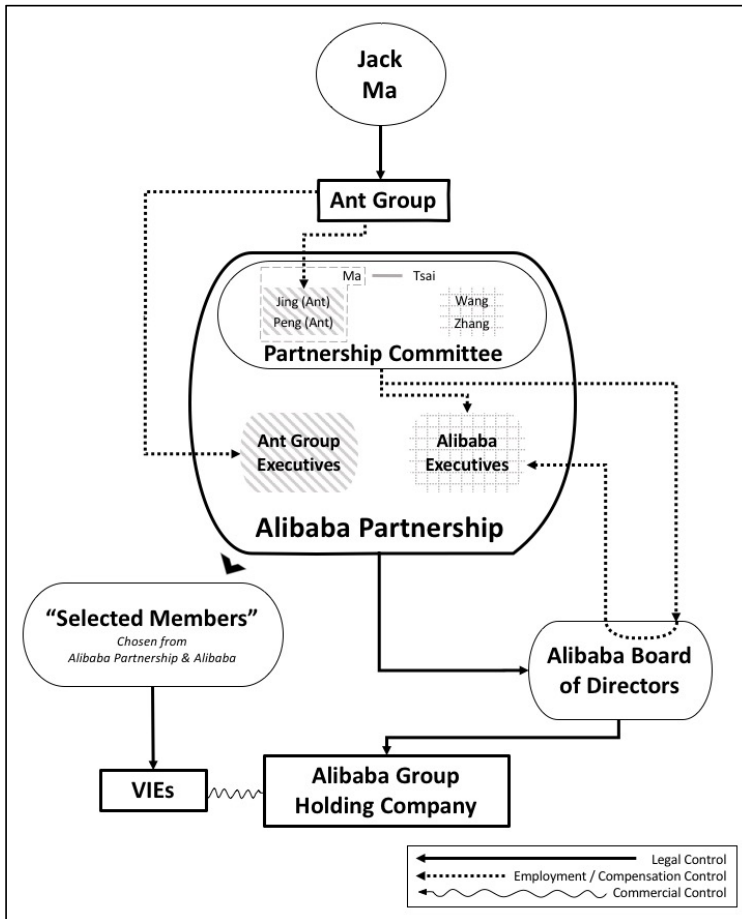 Jack
Ma
Ant Group
Ma
Tsai
Jing (Ant)
Peng (Ant)
Wang
Zhang
Partnership Committee
Ant Group
Executives
Alibaba
Executives
Alibaba Partnership
“Selected Members”
Chosen from
Alibaba Partnership & Alibaba
Alibaba Board
of Directors
VIEs
Alibaba Group
Holding Company
Legal Control
Employment / Compensation Control
Commercial Control